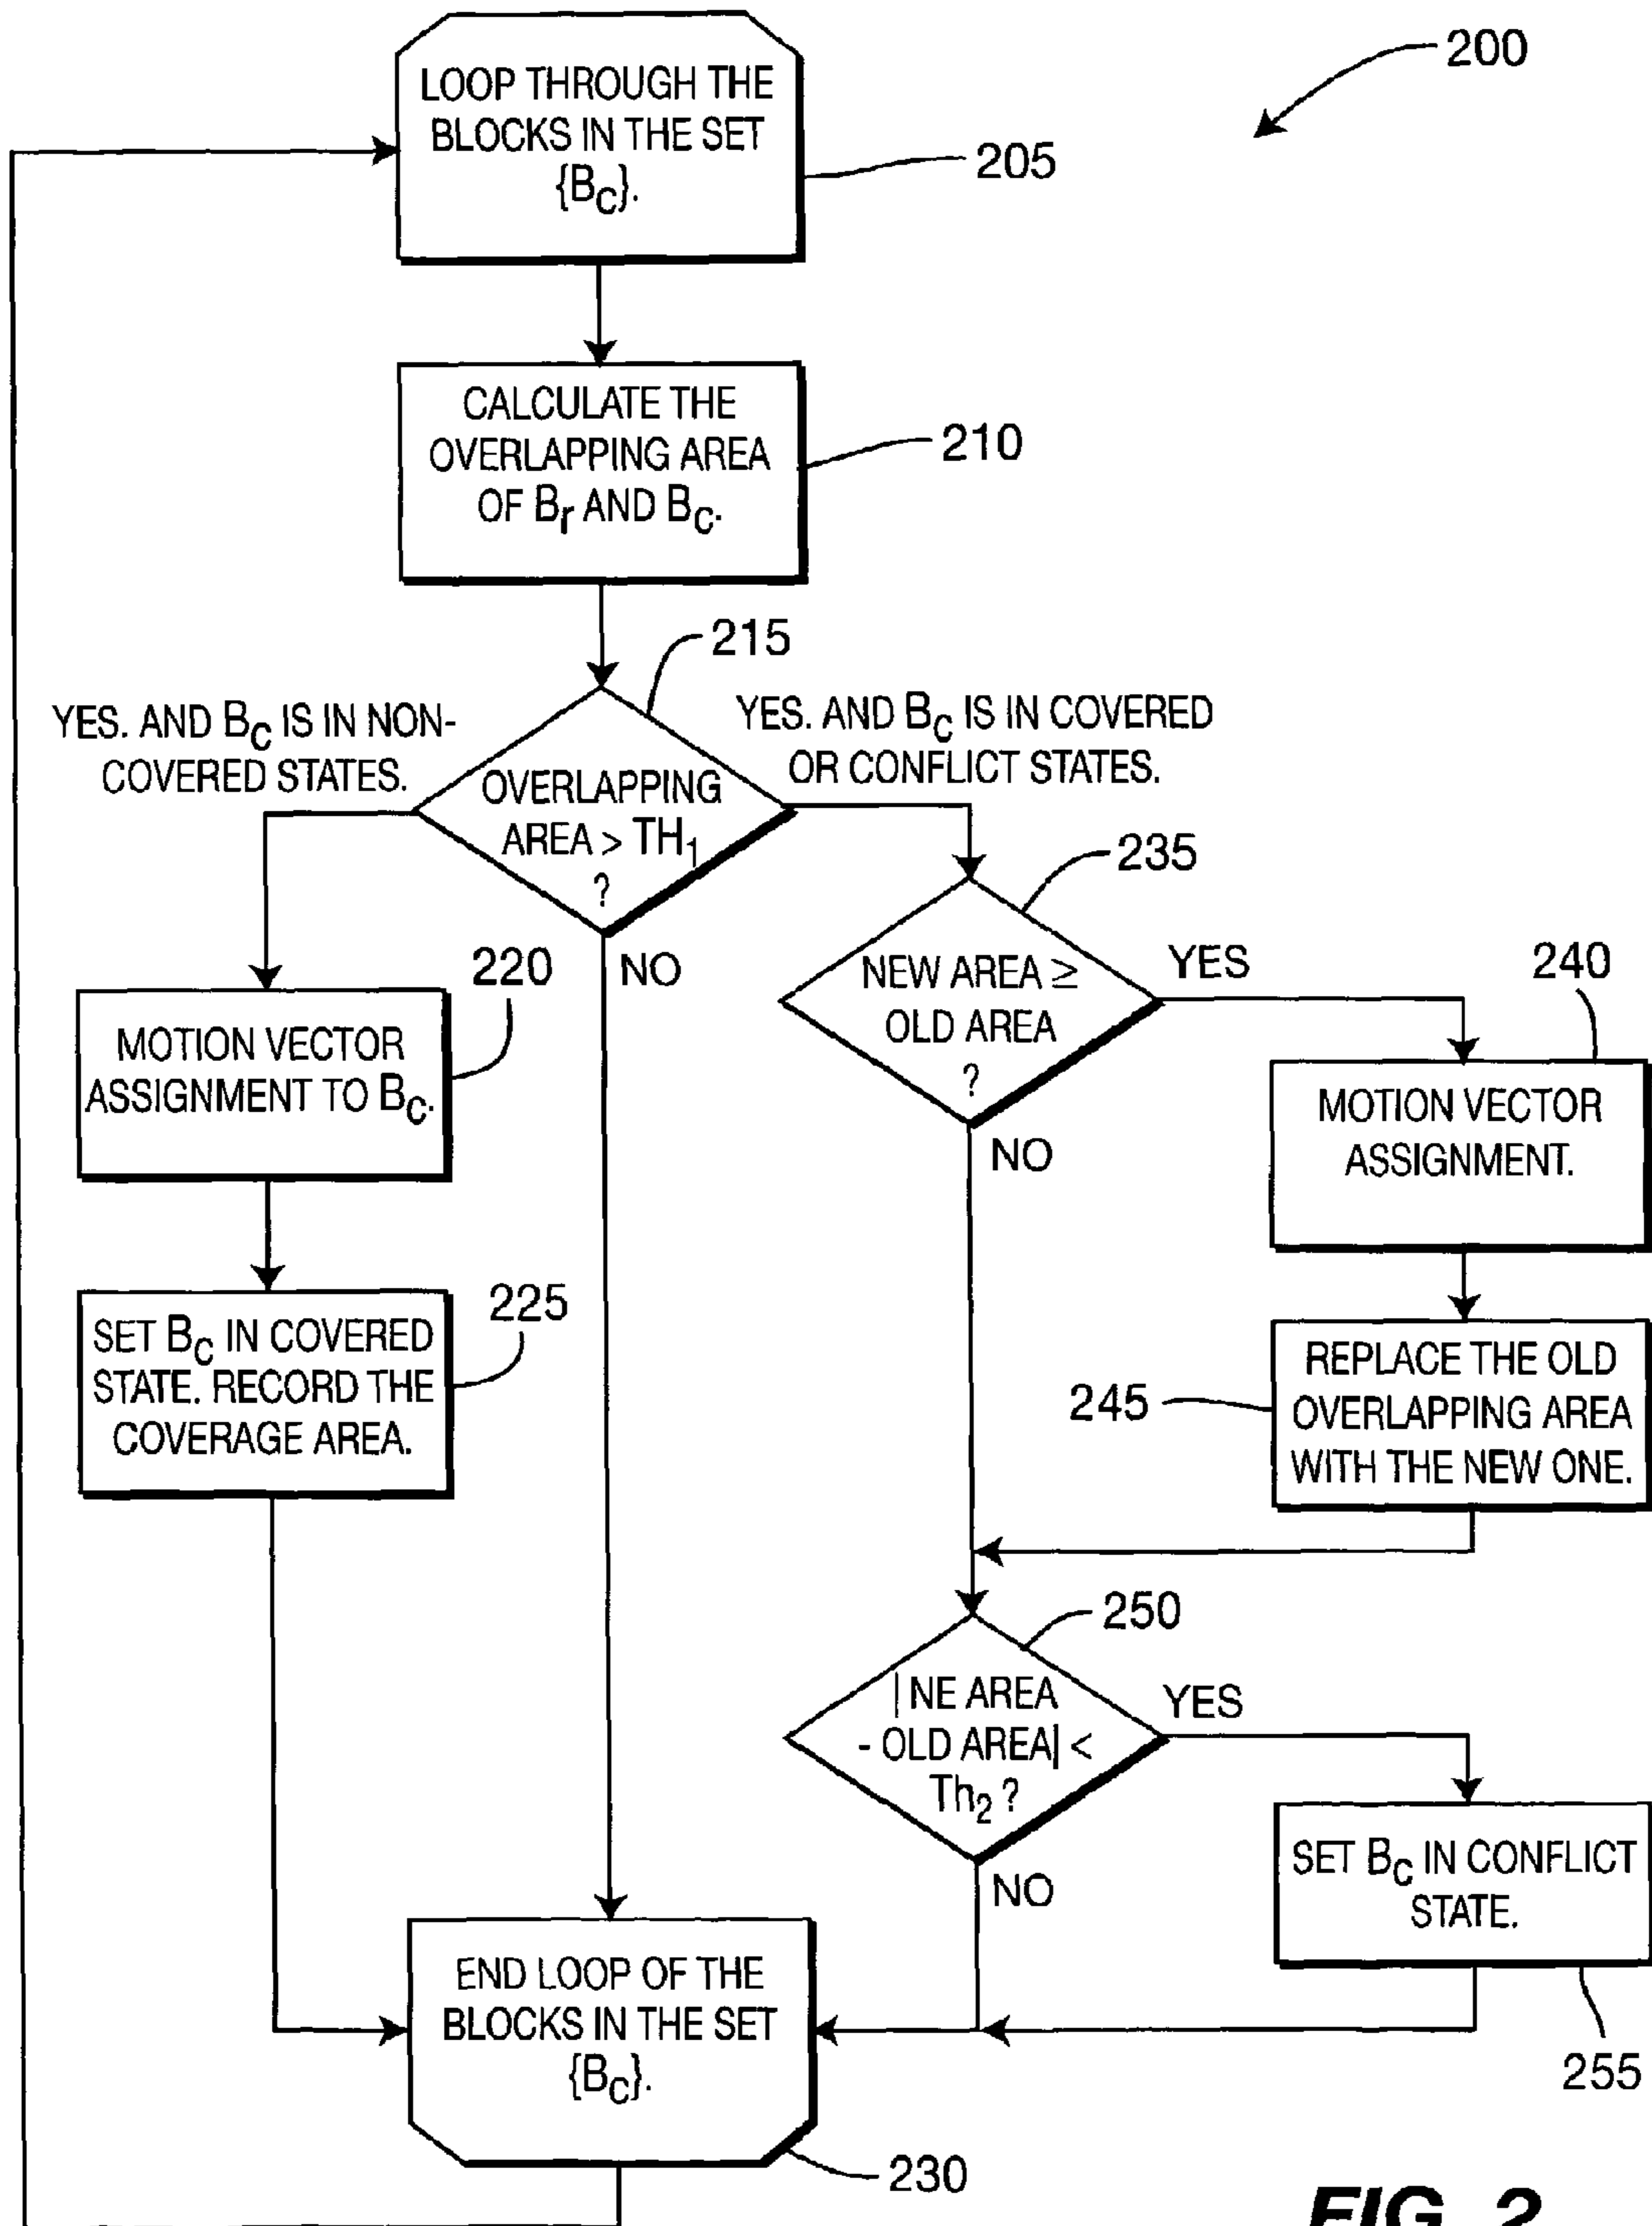 200
LOOP THROUGH THE
BLOCKS IN THE SET
{Bc}.
205
CALCULATE THE
OVERLAPPING AREA
OF Br AND Bc.
210
215
YES. AND Bc IS IN NON-
COVERED STATES.
YES. AND Bc IS IN COVERED
OR CONFLICT STATES.
OVERLAPPING
AREA > TH1
?
NO
220
MOTION VECTOR
ASSIGNMENT TO Bc.
225
SET Bc IN COVERED
STATE. RECORD THE
COVERAGE AREA.
235
NEW AREA ≥
OLD AREA
?
YES
NO
240
MOTION VECTOR
ASSIGNMENT.
245
REPLACE THE OLD
OVERLAPPING AREA
WITH THE NEW ONE.
250
| NE AREA
- OLD AREA| <
Th2 ?
YES
NO
SET Bc IN CONFLICT
STATE.
255
END LOOP OF THE
BLOCKS IN THE SET
{Bc}.
230
FIG. 2